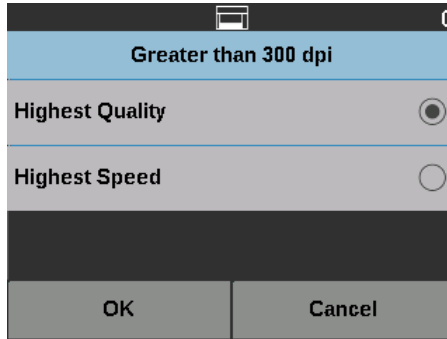 Greater than 300 dpi
Highest Quality
Highest Speed
OK
Cancel